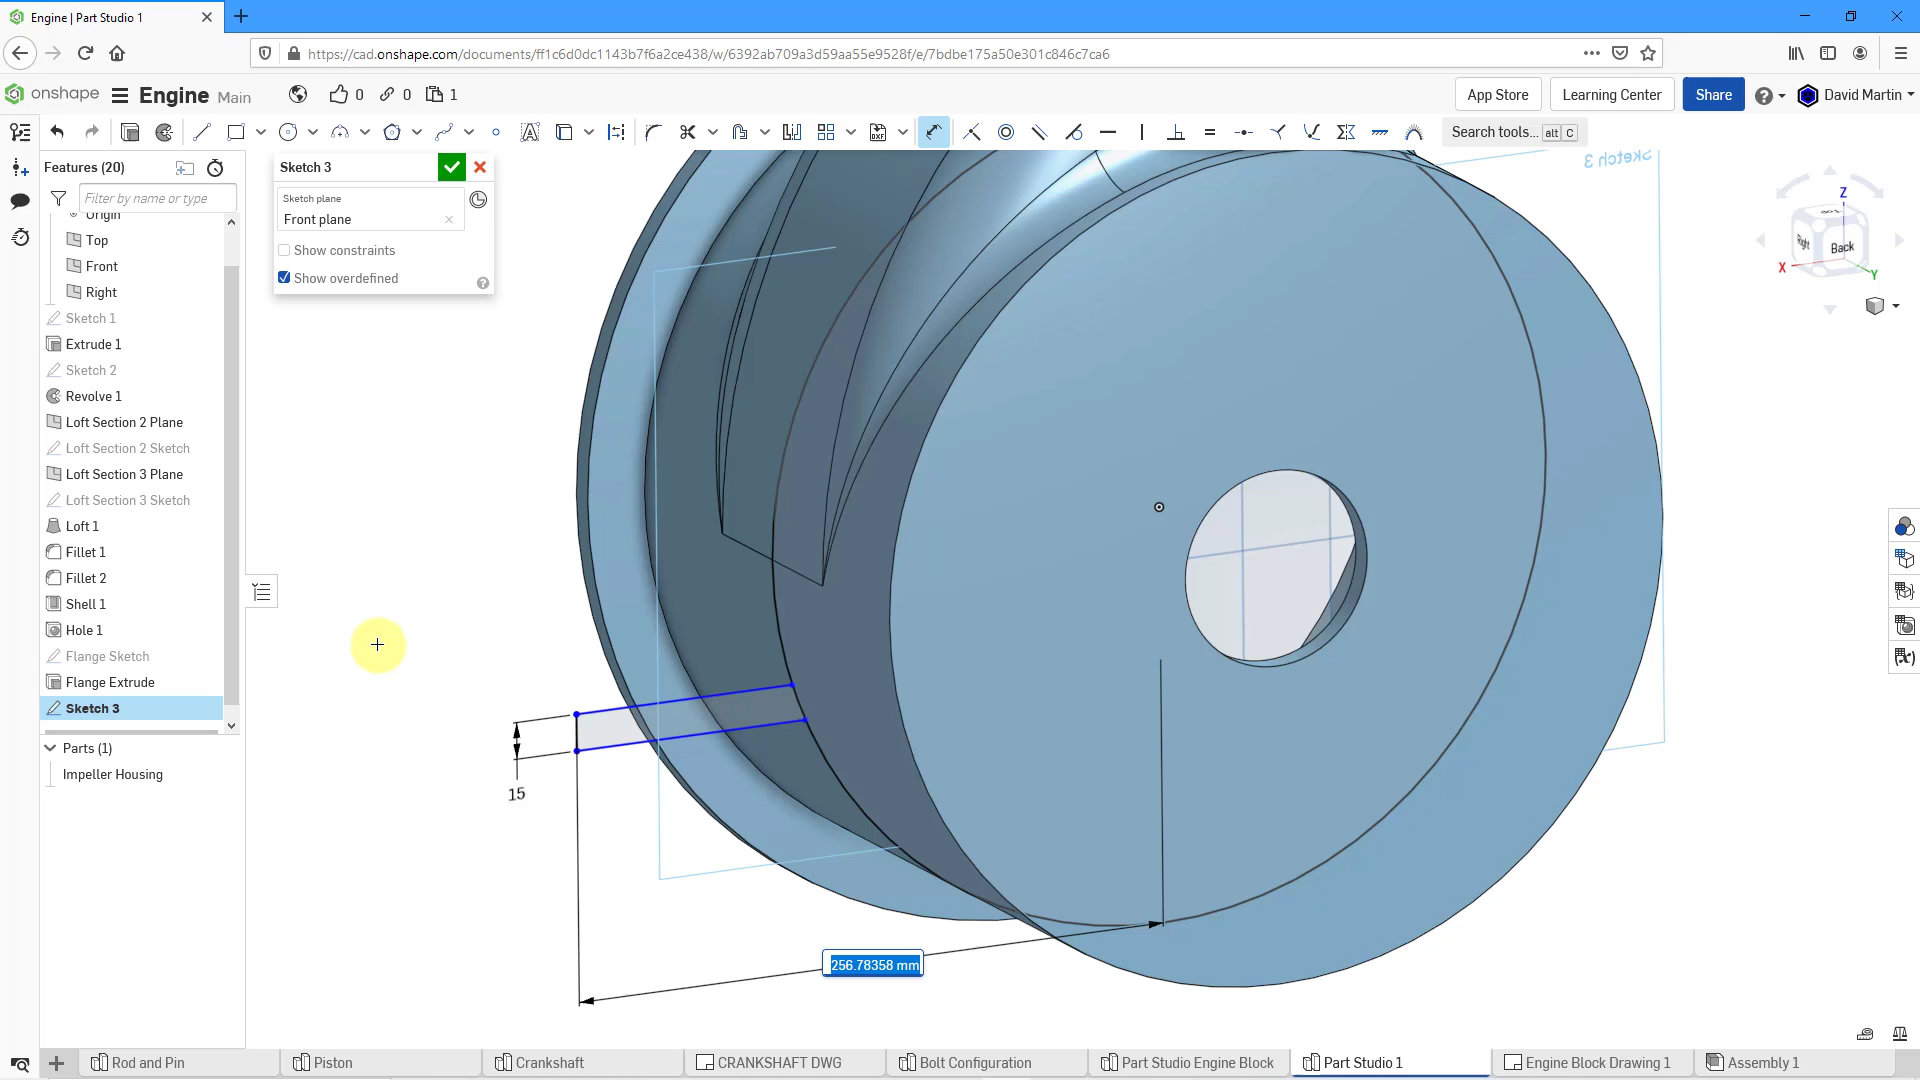 Engine | Part Studio 1
https://cad.onshape.com/documents/ff1c6d0dc1143b7f6a2ce438/w/6392ab709a3d59aa55e9528f/e/7bdbe175a50e301c846c7ca6
onshape Engine Main 0 0 1 App Store Learning Center Share David Martin
Search tools... alt C
Features (20)
Filter by name or type
Origin
Top
Front
Right
Sketch 1
Extrude 1
Sketch 2
Revolve 1
Loft Section 2 Plane
Loft Section 2 Sketch
Loft Section 3 Plane
Loft Section 3 Sketch
Loft 1
Fillet 1
Fillet 2
Shell 1
Hole 1
Flange Sketch
Flange Extrude
Sketch 3
Parts (1)
Impeller Housing
Sketch 3
Sketch plane
Front plane
Show constraints
Show overdefined
Sketch 3
Z
Right
Back
X
Y
15
256.78358 mm
Rod and Pin Piston Crankshaft CRANKSHAFT DWG Bolt Configuration Part Studio Engine Block Part Studio 1 Engine Block Drawing 1 Assembly 1